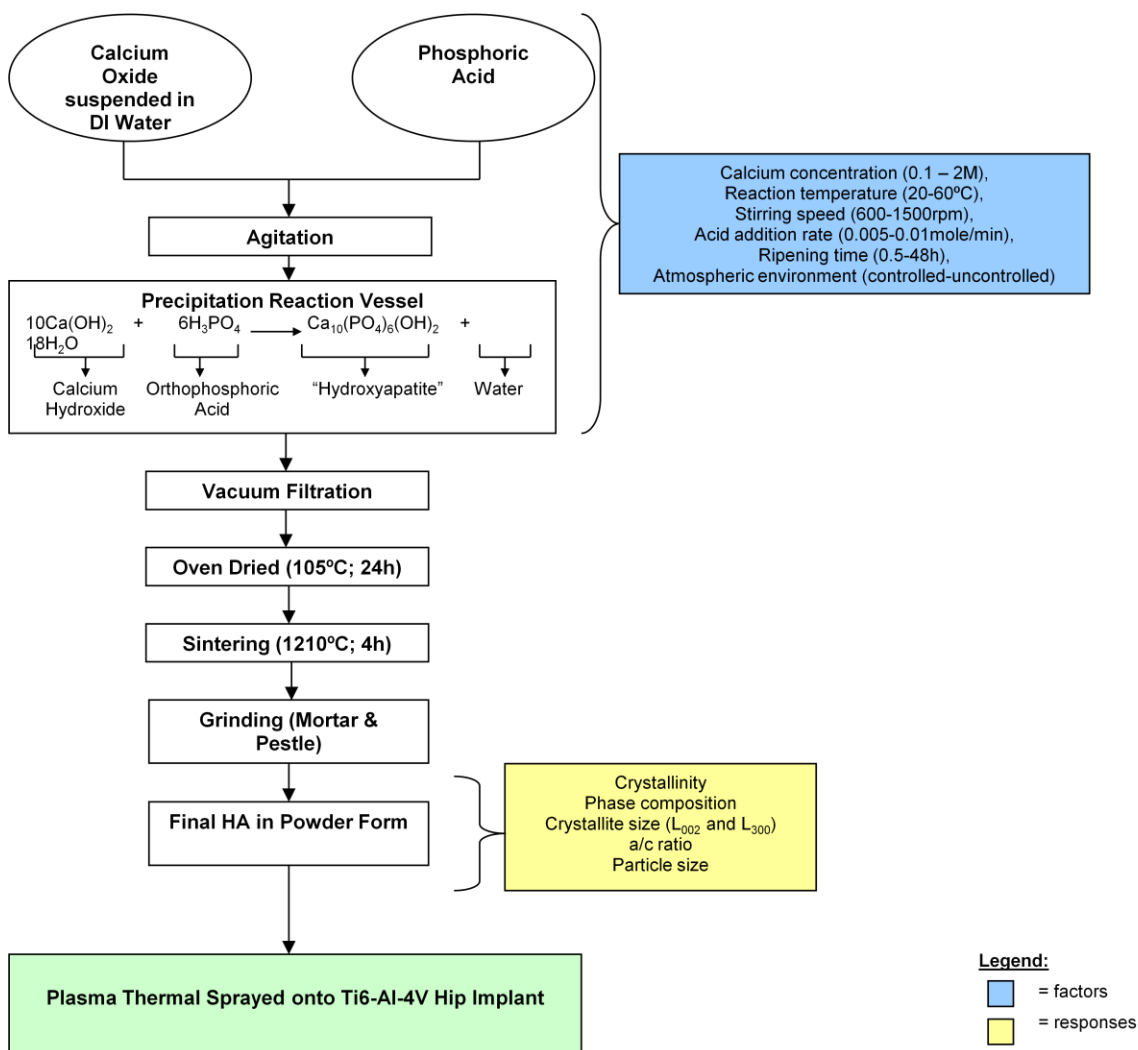 Calcium
Oxide
suspended in
DI Water
Phosphoric
Acid
Calcium concentration (0.1 – 2M),
Reaction temperature (20-60ºC),
Stirring speed (600-1500rpm),
Acid addition rate (0.005-0.01mole/min),
Ripening time (0.5-48h),
Atmospheric environment (controlled-uncontrolled)
Agitation
Precipitation Reaction Vessel
10Ca(OH)₂ + 6H₃PO₄ → Ca₁₀(PO₄)₆(OH)₂ +
18H₂O
Calcium Orthophosphoric “Hydroxyapatite” Water
Hydroxide Acid
Vacuum Filtration
Oven Dried (105ºC; 24h)
Sintering (1210ºC; 4h)
Grinding (Mortar &
Pestle)
Final HA in Powder Form
Crystallinity
Phase composition
Crystallite size (L₀₀₂ and L₃₀₀)
a/c ratio
Particle size
Plasma Thermal Sprayed onto Ti6-Al-4V Hip Implant
Legend:
= factors
= responses